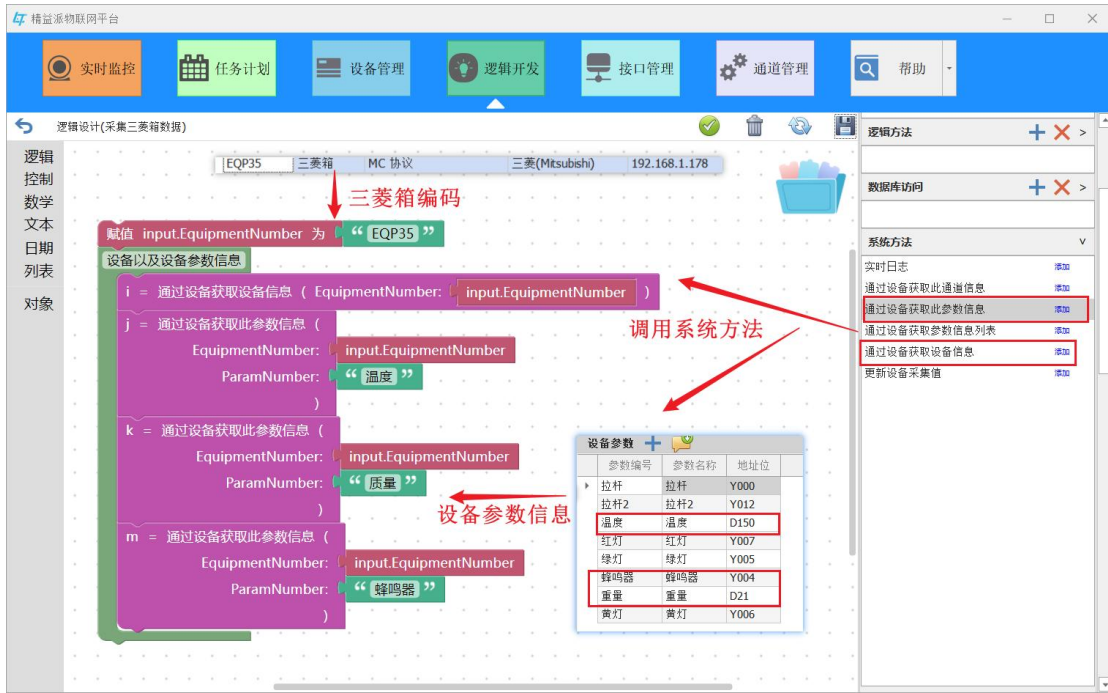 精益派物联网平台
实时监控
任务计划
设备管理
逻辑开发
接口管理
通道管理
帮助
逻辑设计(采集三菱箱数据)
逻辑
控制
数学
文本
日期
列表
对象
EQP35 三菱箱 MC 协议 三菱(Mitsubishi) 192.168.1.178
三菱箱编码
赋值 input.EquipmentNumber 为 “ EQP35 ”
设备以及设备参数信息
i = 通过设备获取设备信息 ( EquipmentNumber: input.EquipmentNumber )
j = 通过设备获取此参数信息 (
EquipmentNumber: input.EquipmentNumber
ParamNumber: “ 温度 ”
)
k = 通过设备获取此参数信息 (
EquipmentNumber: input.EquipmentNumber
ParamNumber: “ 质量 ”
)
m = 通过设备获取此参数信息 (
EquipmentNumber: input.EquipmentNumber
ParamNumber: “ 蜂鸣器 ”
)
调用系统方法
设备参数信息
设备参数
参数编号 参数名称 地址位
拉杆 拉杆 Y000
拉杆2 拉杆2 Y012
温度 温度 D150
红灯 红灯 Y007
绿灯 绿灯 Y005
蜂鸣器 蜂鸣器 Y004
重量 重量 D21
黄灯 黄灯 Y006
逻辑方法
数据库访问
系统方法
实时日志 添加
通过设备获取此通道信息 添加
通过设备获取此参数信息 添加
通过设备获取参数信息列表 添加
通过设备获取设备信息 添加
更新设备采集值 添加